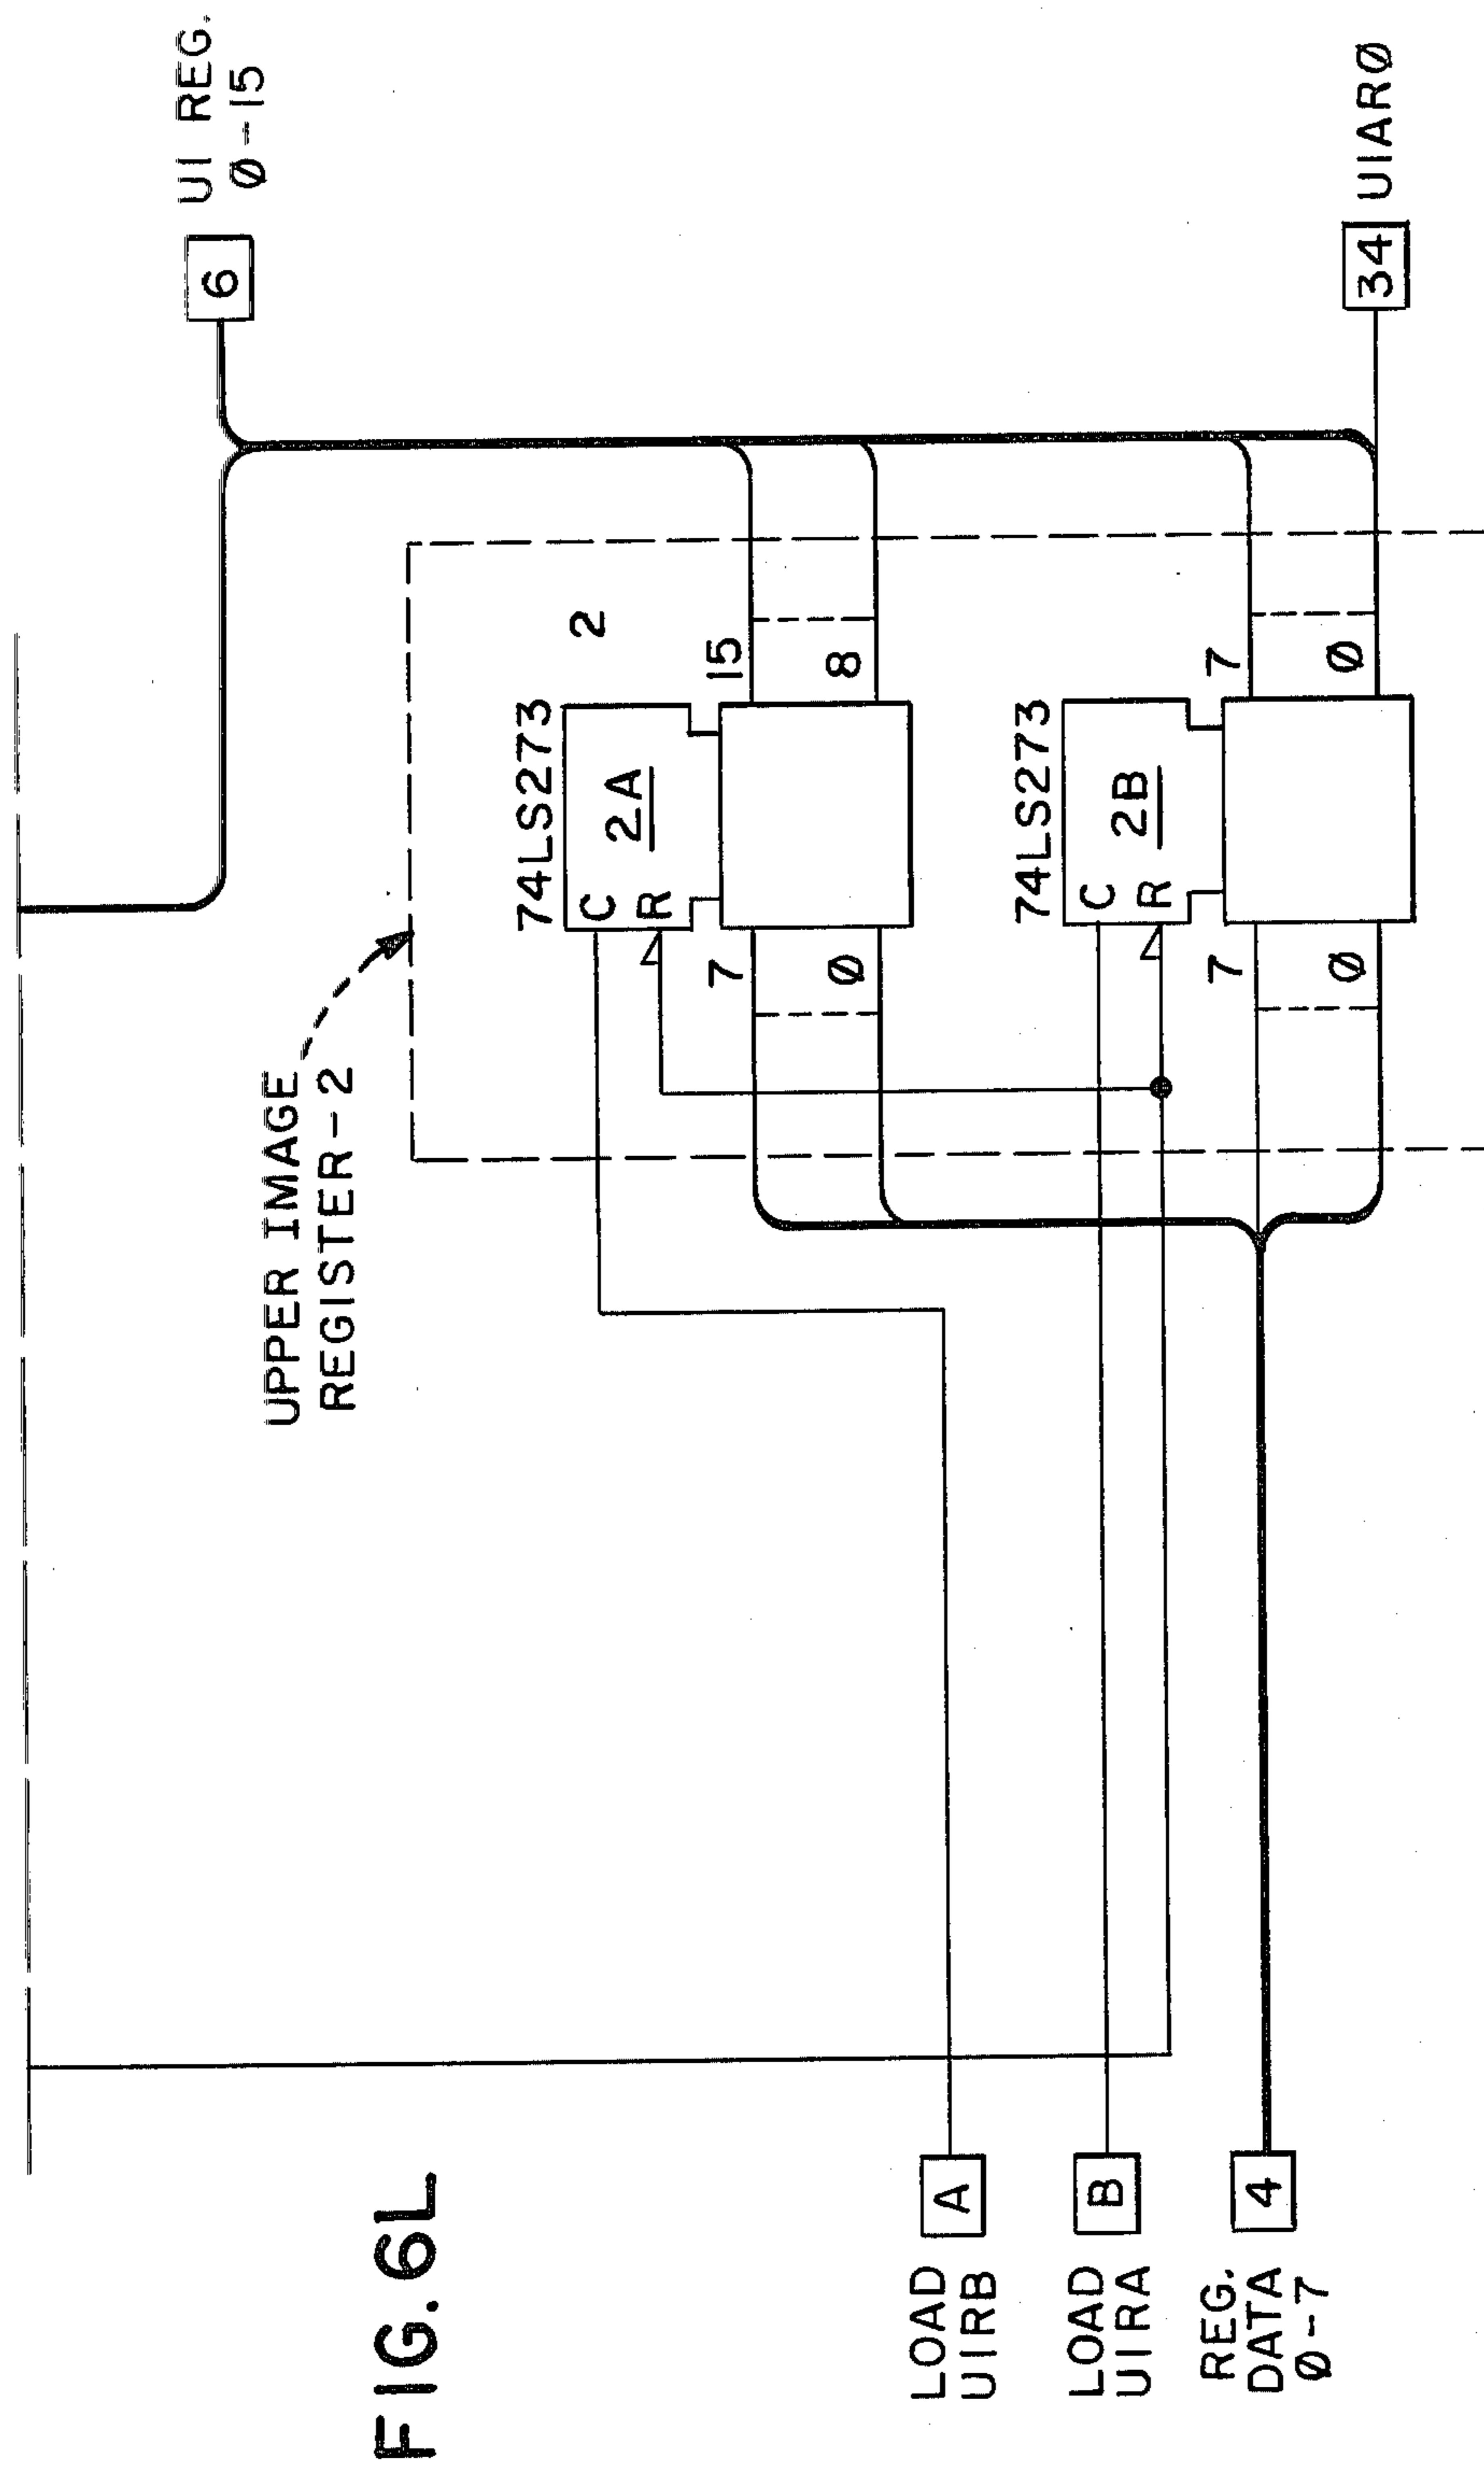 FIG. 6L
UI REG.
Ø-15
6
UPPER IMAGE
REGISTER-2
2
74LS273
C
2A
R
7
15
Ø
8
LOAD
UIRB
A
74LS273
C
2B
R
LOAD
UIRA
B
7
7
Ø
Ø
REG.
DATA
Ø-7
4
34
UIARØ